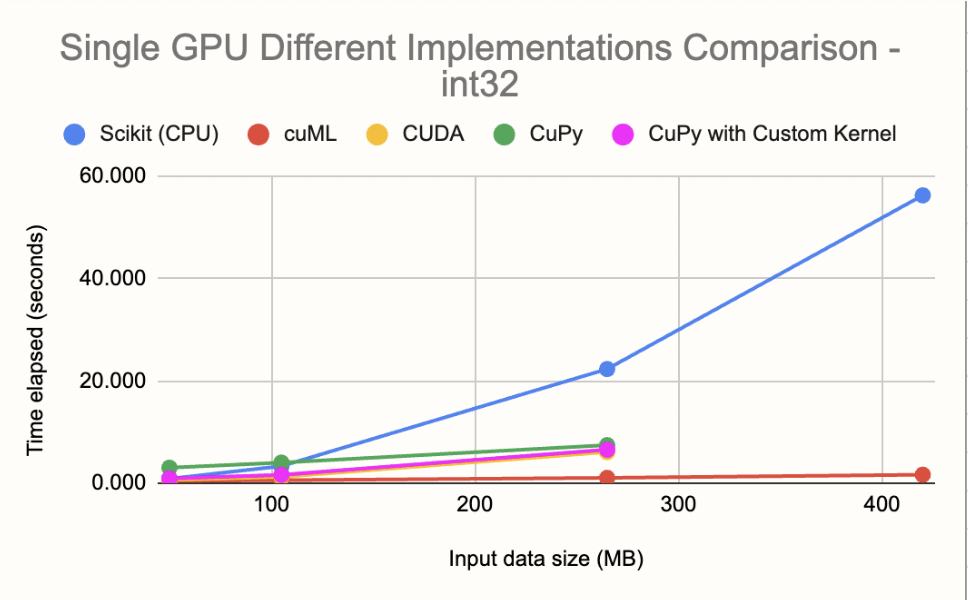 Single GPU Different Implementations Comparison -
int32
Scikit (CPU) cuML CUDA CuPy CuPy with Custom Kernel
60.000
40.000
20.000
0.000
Time elapsed (seconds)
100 200 300 400
Input data size (MB)